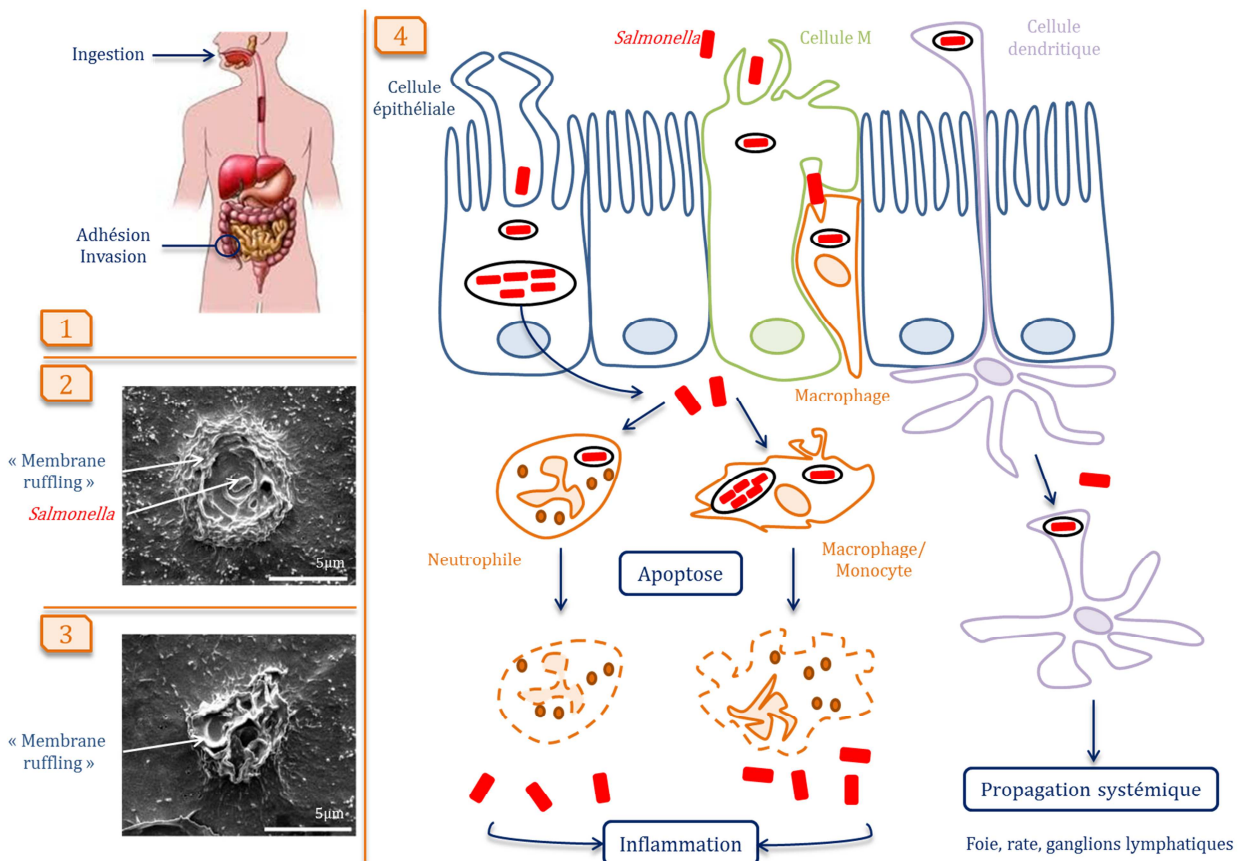 Ingestion
Adhésion
Invasion
1
2
« Membrane
ruffling »
Salmonella
5µm
3
« Membrane
ruffling »
5µm
4
Salmonella
Cellule M
Cellule
dendritique
Cellule
épithéliale
Macrophage
Neutrophile
Macrophage/
Monocyte
Apoptose
Inflammation
Propagation systémique
Foie, rate, ganglions lymphatiques